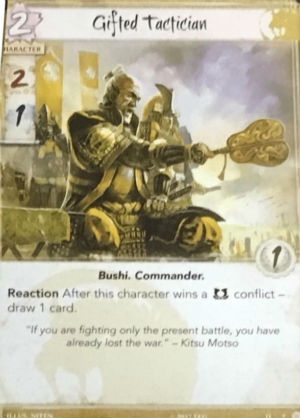 2 Gifted Tactician
CHARACTER
2
1
1
Bushi. Commander.
Reaction After this character wins a conflict –
draw 1 card.
"If you are fighting only the present battle, you have
already lost the war." – Kitsu Motso